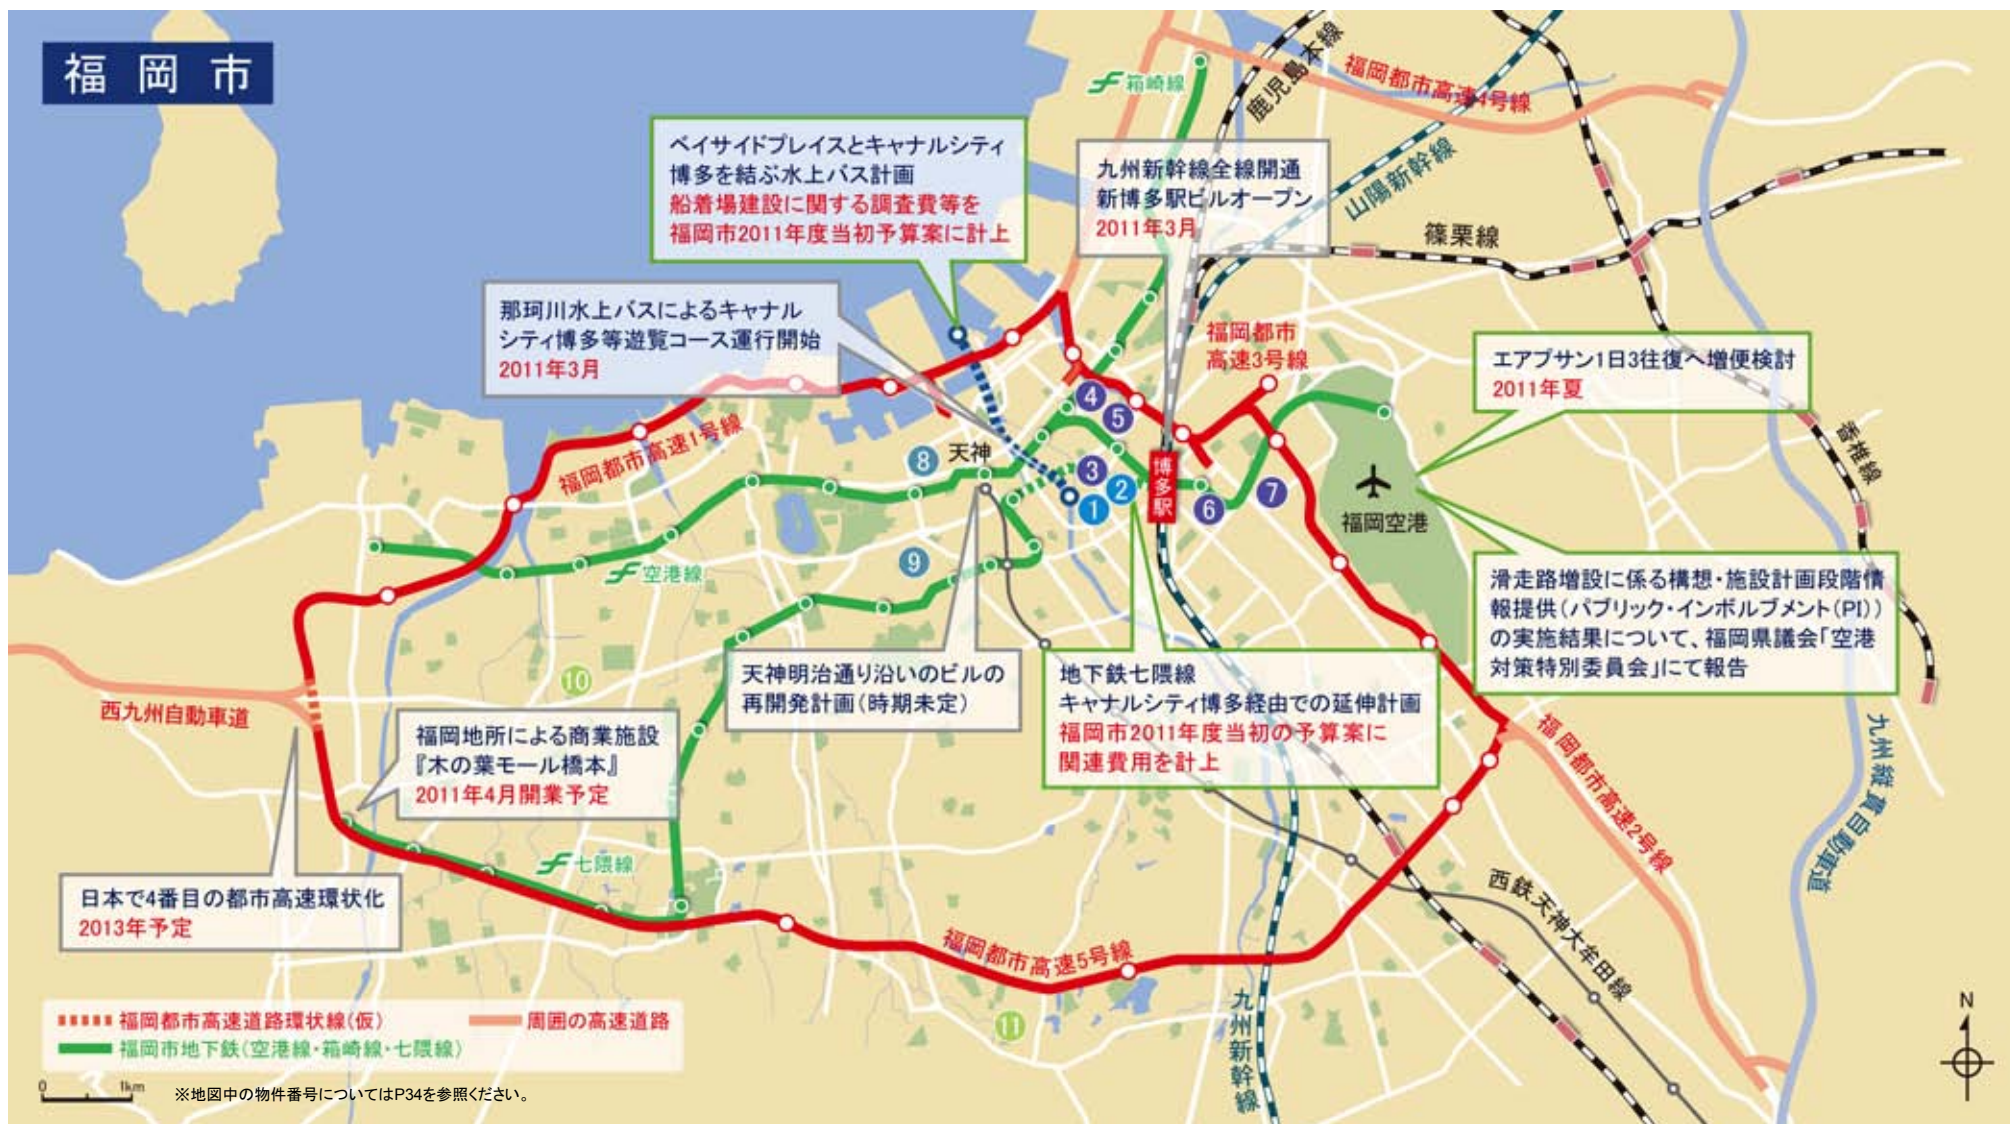 福岡市
箱崎線
鹿児島本線
福岡都市高速4号線
山陽新幹線
ベイサイドプレイスとキャナルシティ
博多を結ぶ水上バス計画
船着場建設に関する調査費等を
福岡市2011年度当初予算案に計上
九州新幹線全線開通
新博多駅ビルオープン
2011年3月
篠栗線
那珂川水上バスによるキャナル
シティ博多等遊覧コース運行開始
2011年3月
福岡都市
高速3号線
エアプサン1日3往復へ増便検討
2011年夏
香椎線
福岡都市高速1号線
4
5
8
天神
3
2
1
博多駅
6
7
福岡空港
空港線
9
滑走路増設に係る構想・施設計画段階情
報提供(パブリック・インボルブメント(PI))
の実施結果について、福岡県議会「空港
対策特別委員会」にて報告
天神明治通り沿いのビルの
再開発計画(時期未定)
地下鉄七隈線
キャナルシティ博多経由での延伸計画
福岡市2011年度当初の予算案に
関連費用を計上
10
西九州自動車道
福岡地所による商業施設
『木の葉モール橋本』
2011年4月開業予定
福岡都市高速2号線
九州縦貫自動車道
七隈線
日本で4番目の都市高速環状化
2013年予定
西鉄天神大牟田線
福岡都市高速5号線
11
九州新幹線
福岡都市高速道路環状線(仮)
周囲の高速道路
福岡市地下鉄(空港線・箱崎線・七隈線)
0 1km
※地図中の物件番号についてはP34を参照ください。
N